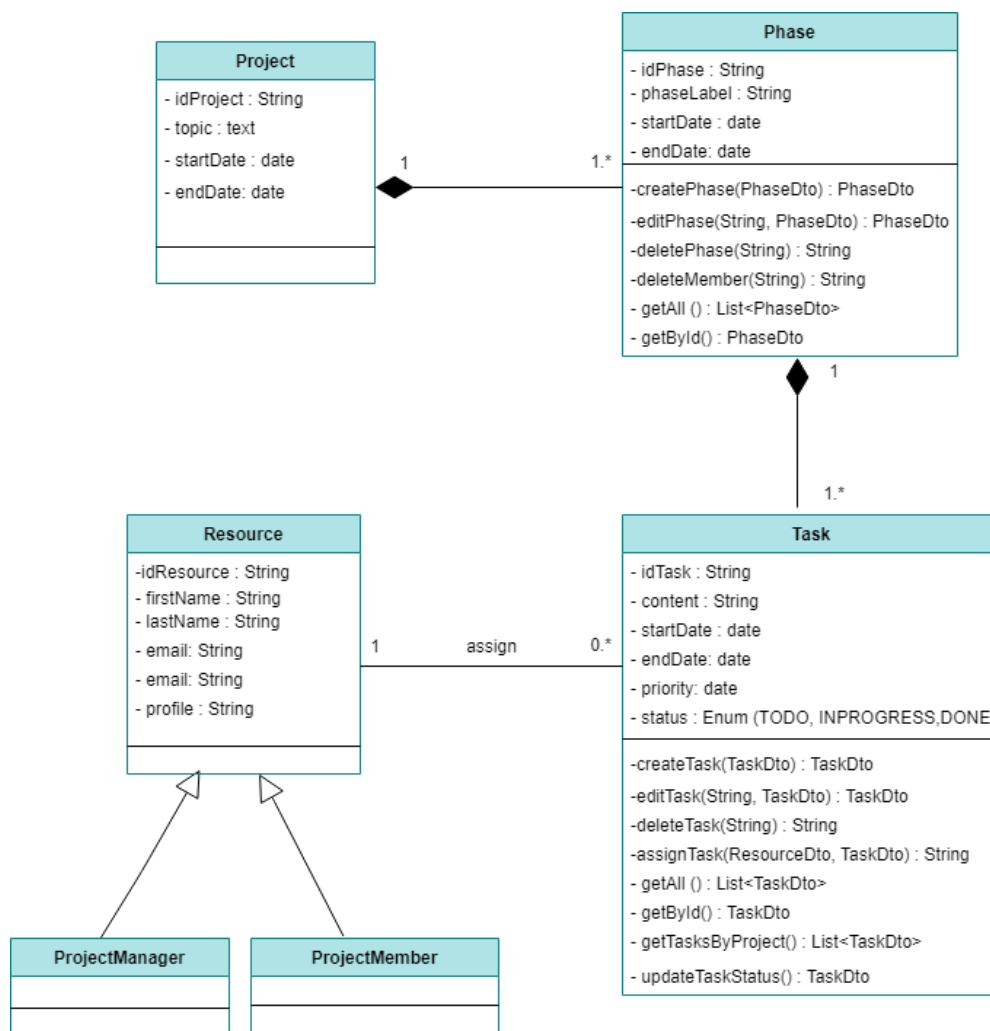 Project
- idProject : String
- topic : text
- startDate : date
- endDate: date
1
1.*
Phase
- idPhase : String
- phaseLabel : String
- startDate : date
- endDate: date
-createPhase(PhaseDto) : PhaseDto
-editPhase(String, PhaseDto) : PhaseDto
-deletePhase(String) : String
-deleteMember(String) : String
- getAll () : List<PhaseDto>
- getById() : PhaseDto
1
1.*
Resource
-idResource : String
- firstName : String
- lastName : String
- email: String
- email: String
- profile : String
1
assign
0.*
Task
- idTask : String
- content : String
- startDate : date
- endDate: date
- priority: date
- status : Enum (TODO, INPROGRESS,DONE
-createTask(TaskDto) : TaskDto
-editTask(String, TaskDto) : TaskDto
-deleteTask(String) : String
-assignTask(ResourceDto, TaskDto) : String
- getAll () : List<TaskDto>
- getById() : TaskDto
- getTasksByProject() : List<TaskDto>
- updateTaskStatus() : TaskDto
ProjectManager
ProjectMember